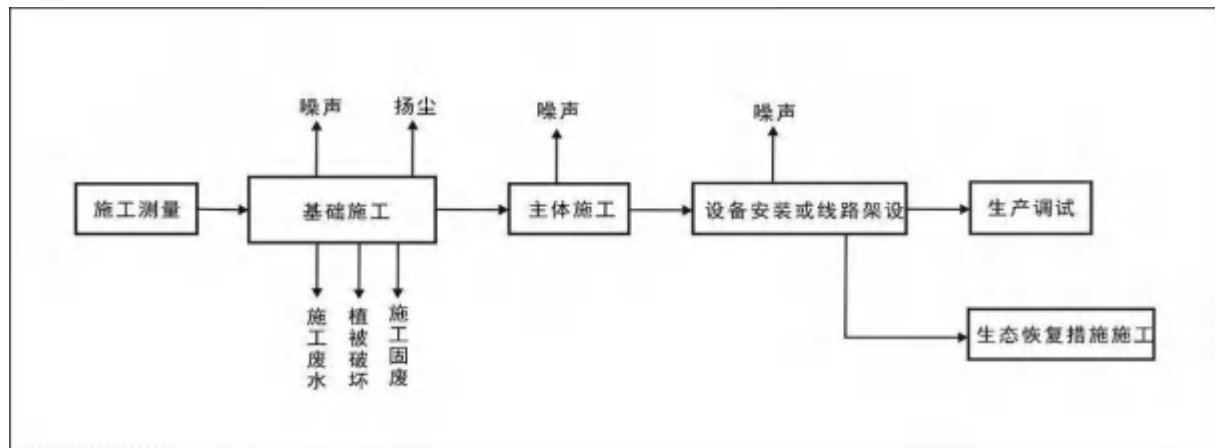 噪声
扬尘
噪声
噪声
施工测量
基础施工
主体施工
设备安装或线路架设
生产调试
施工废水
植被破坏
施工固废
生态恢复措施施工